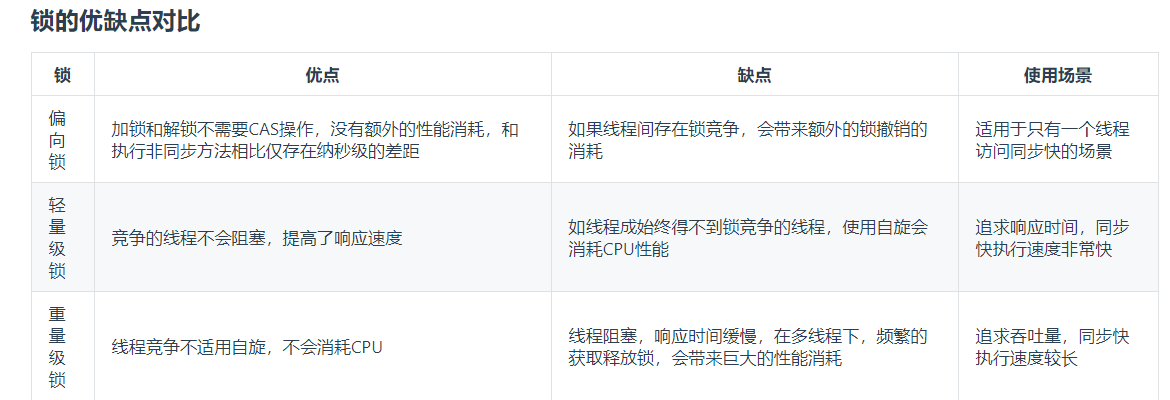 锁的优缺点对比
锁 优点 缺点 使用场景
偏
向
锁
加锁和解锁不需要CAS操作，没有额外的性能消耗，和
执行非同步方法相比仅存在纳秒级的差距
如果线程间存在锁竞争，会带来额外的锁撤销的
消耗
适用于只有一个线程
访问同步快的场景
轻
量
级
锁
竞争的线程不会阻塞，提高了响应速度
如线程成始终得不到锁竞争的线程，使用自旋会
消耗CPU性能
追求响应时间，同步
快执行速度非常快
重
量
级
锁
线程竞争不适用自旋，不会消耗CPU
线程阻塞，响应时间缓慢，在多线程下，频繁的
获取释放锁，会带来巨大的性能消耗
追求吞吐量，同步快
执行速度较长